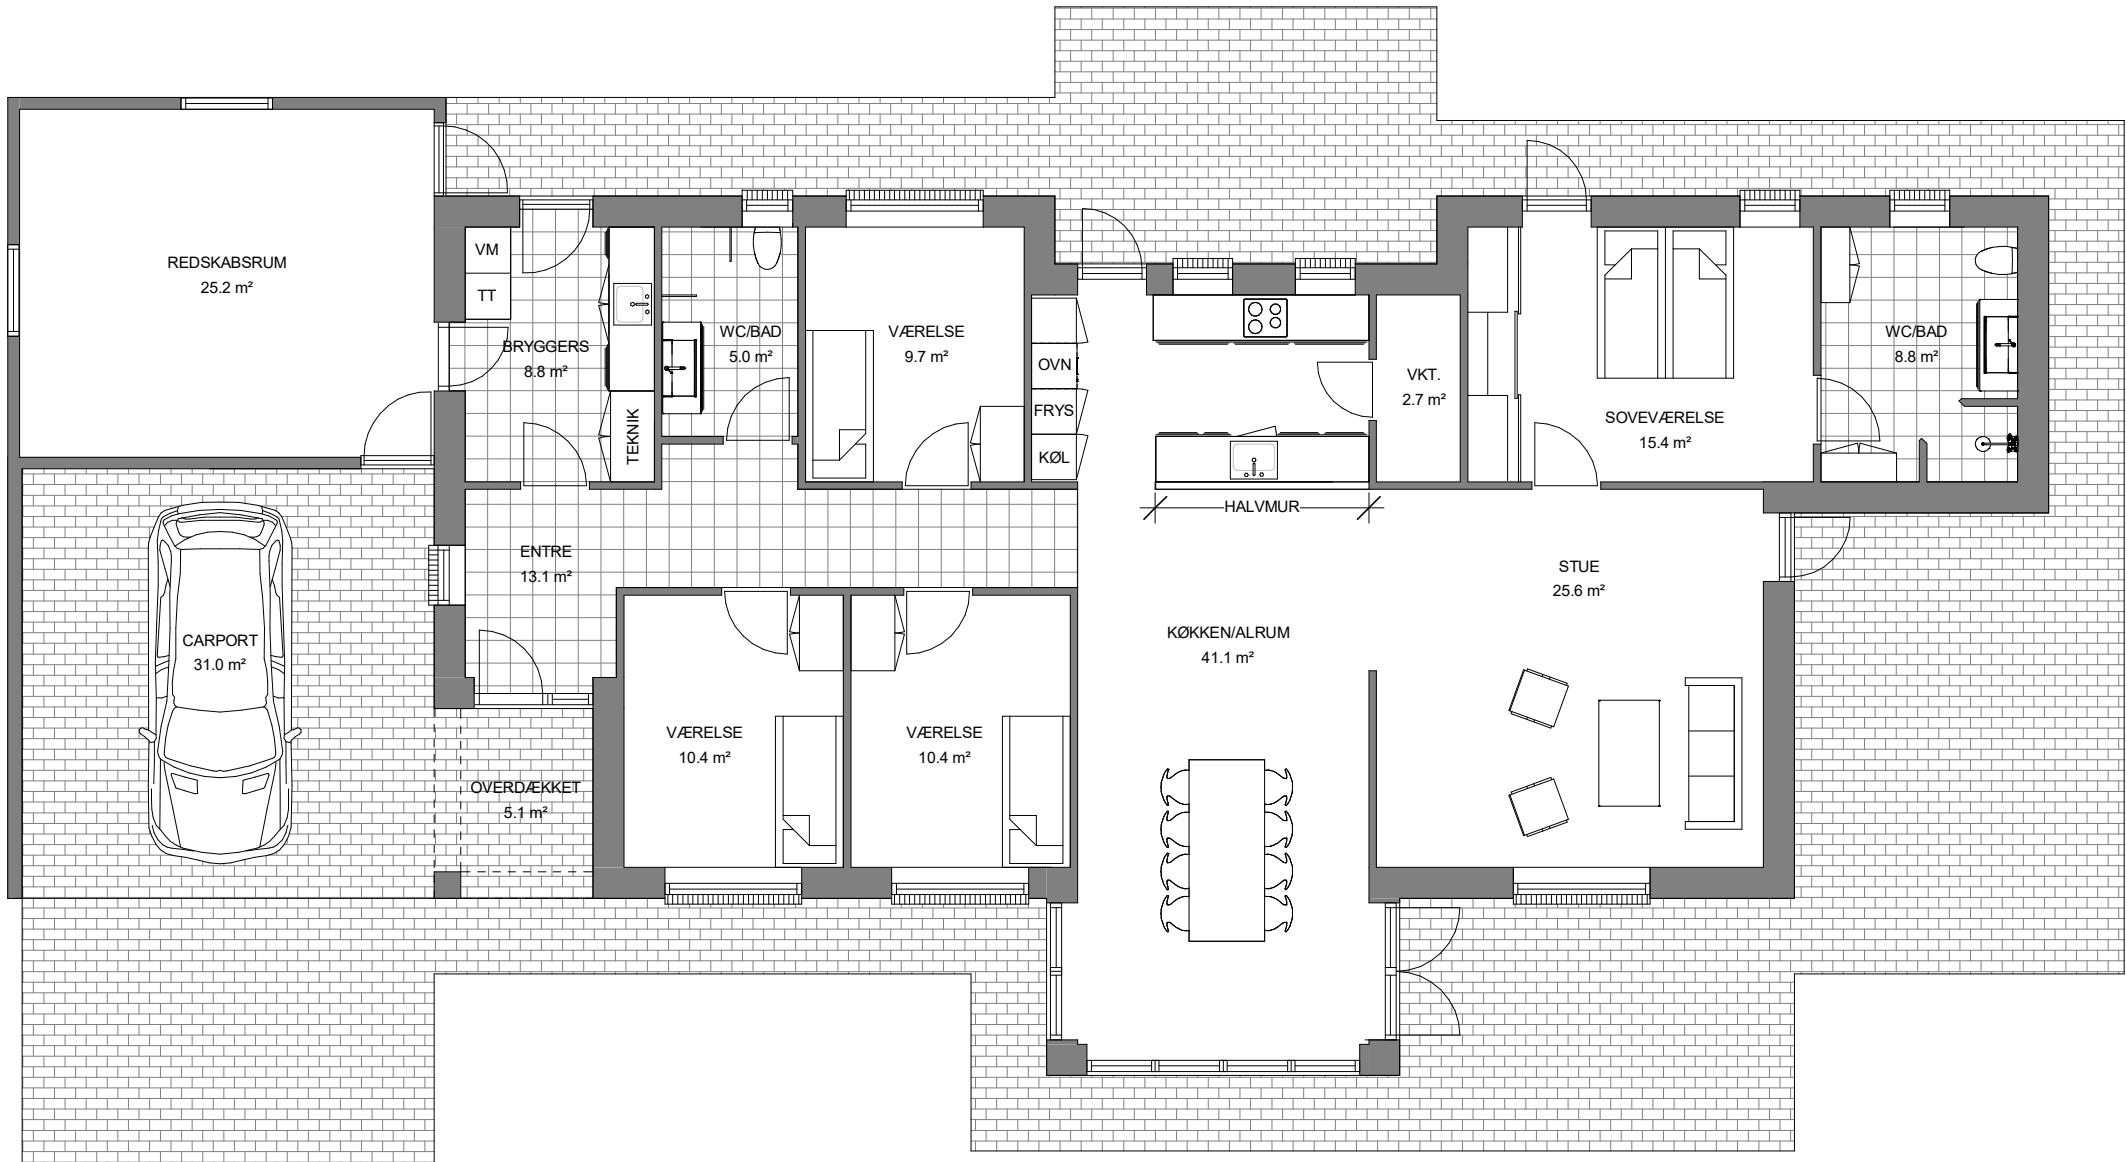 REDSKABSRUM
25.2 m²
VM
TT
BRYGGERS
8.8 m²
TEKNIK
WC/BAD
5.0 m²
VÆRELSE
9.7 m²
OVN
FRYS
KØL
VKT.
2.7 m²
SOVEVÆRELSE
15.4 m²
WC/BAD
8.8 m²
HALVMUR
ENTRE
13.1 m²
STUE
25.6 m²
CARPORT
31.0 m²
KØKKEN/ALRUM
41.1 m²
VÆRELSE
10.4 m²
VÆRELSE
10.4 m²
OVERDÆKKET
5.1 m²